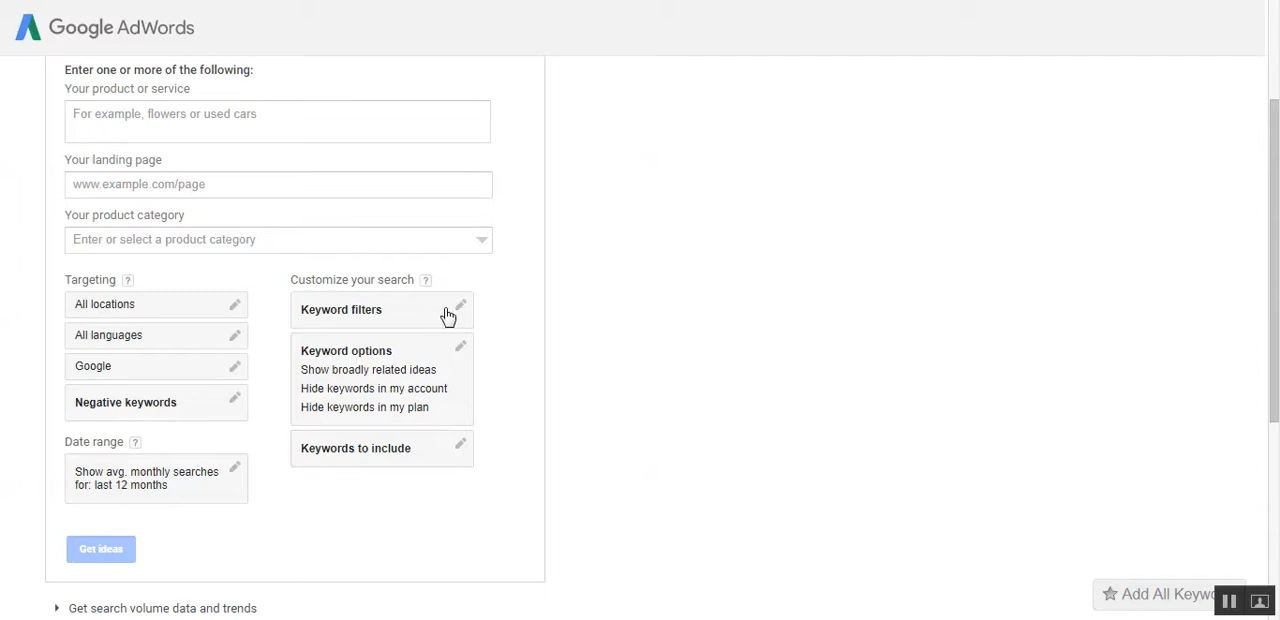 Google AdWords
Enter one or more of the following:
Your product or service
For example, flowers or used cars
Your landing page
www.example.com/page
Your product category
Enter or select a product category
Targeting ?
All locations
All languages
Google
Negative keywords
Date range ?
Show avg. monthly searches
for: last 12 months
Customize your search ?
Keyword filters
Keyword options
Show broadly related ideas
Hide keywords in my account
Hide keywords in my plan
Keywords to include
Get ideas
Get search volume data and trends
Add All Keyw